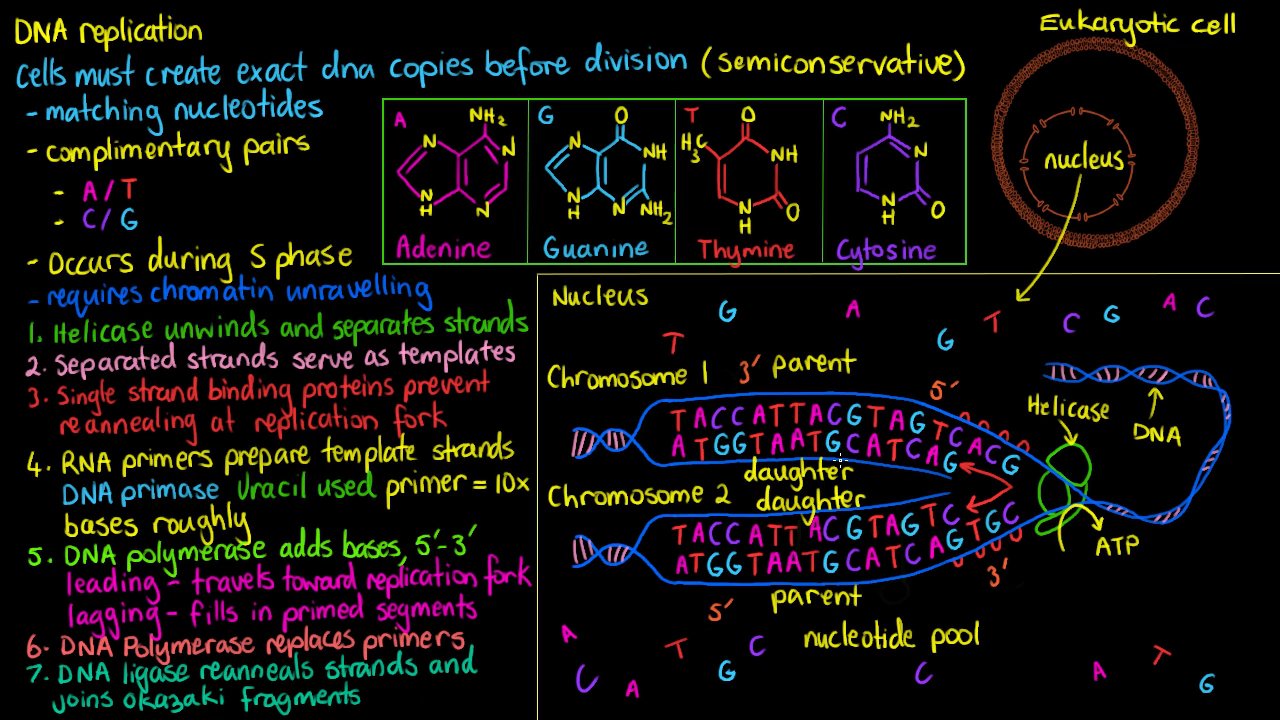 DNA replication
Cells must create exact dna copies before division (semiconservative)
- matching nucleotides
- complimentary pairs
- A/T
- C/G
- Occurs during S phase
- requires chromatin unravelling
1. Helicase unwinds and separates strands
2. Separated strands serve as templates
3. Single strand binding proteins prevent
reannealing at replication fork
4. RNA primers prepare template strands
DNA primase Uracil used primer = 10x
bases roughly
5. DNA polymerase adds bases, 5'-3'
leading - travels toward replication fork
lagging - fills in primed segments
6. DNA Polymerase replaces primers
7. DNA ligase reanneals strands and
joins okazaki fragments
A
NH2
N
N
N
H
N
Adenine
G
O
N
NH
N
H
N
NH2
Guanine
T
O
H3C
NH
N
H
O
Thymine
C
NH2
N
N
H
O
Cytosine
Eukaryotic cell
nucleus
Nucleus
G
A
T
G
T
C
G
A
C
Chromosome 1
3' parent
5'
TACCATTACGTAGTCACG
ATGGTAATGCATCAG
daughter
Helicase
DNA
ATP
Chromosome 2
daughter
TACCATTACGTAGTC
ATGGTAATGCATCAGTGC
3'
parent
5'
nucleotide pool
A
T
C
C
A
G
C
A
T
G